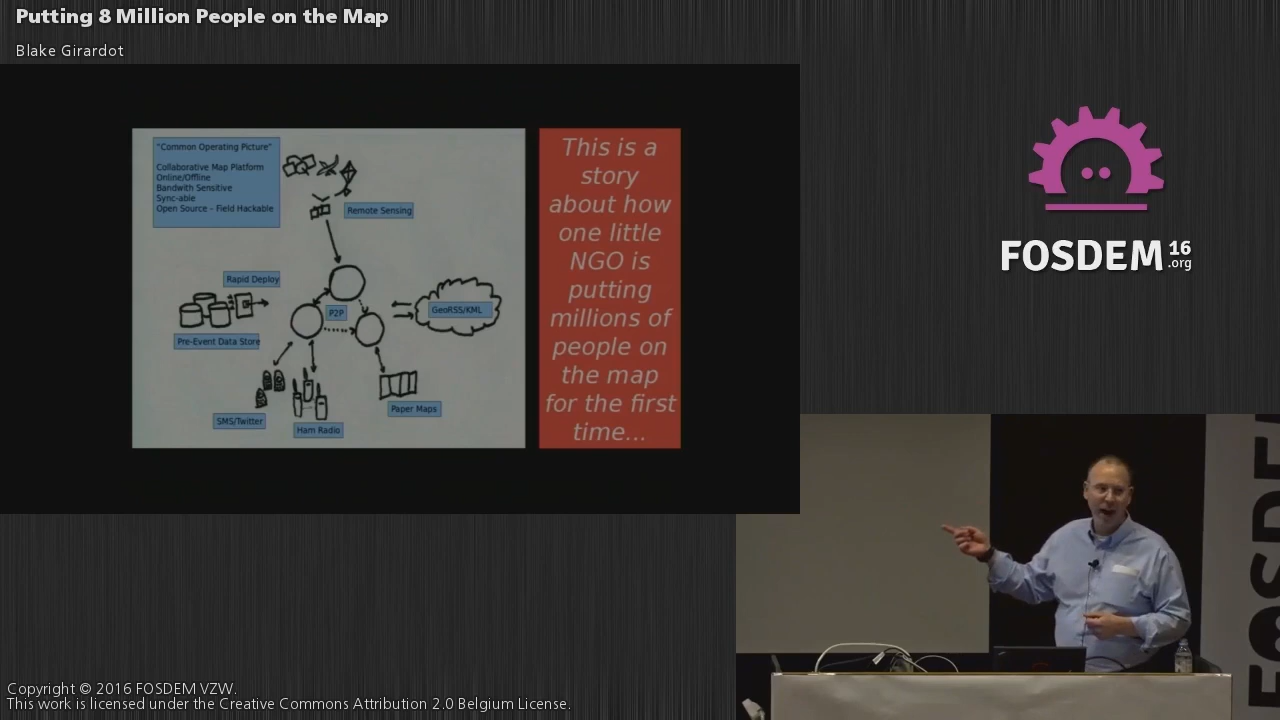 Putting 8 Million People on the Map
Blake Girardot
"Common Operating Picture"
Collaborative Map Platform
Online/Offline
Bandwith Sensitive
Sync-able
Open Source - Field Hackable
Remote Sensing
Rapid Deploy
P2P
GeoRSS/KML
Pre-Event Data Store
SMS/Twitter
Ham Radio
Paper Maps
This is a
story
about how
one little
NGO is
putting
millions of
people on
the map
for the first
time...
FOSDEM 16
.org
FOSDEM
Copyright © 2016 FOSDEM VZW.
This work is licensed under the Creative Commons Attribution 2.0 Belgium License.